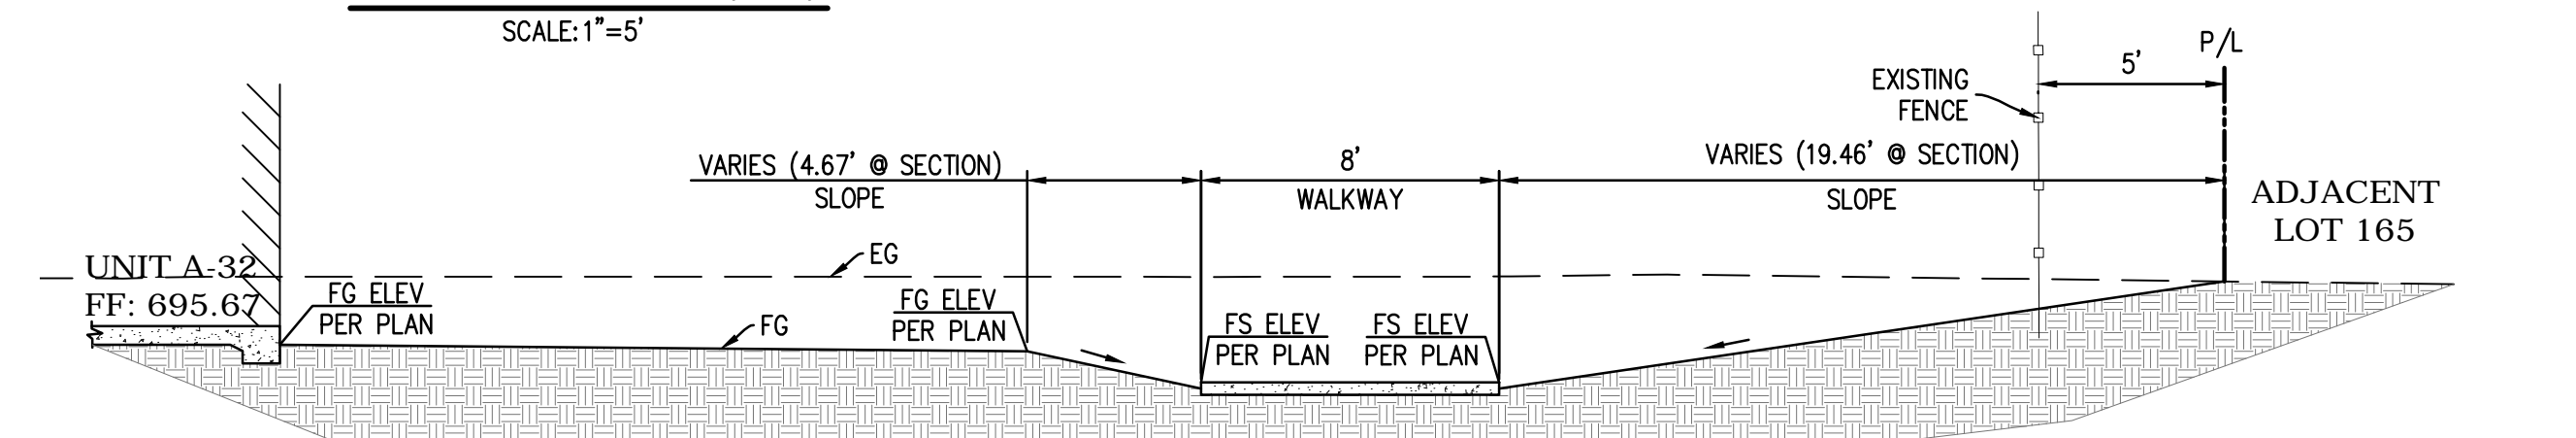 SCALE: 1"=5'
P/L
5'
EXISTING
FENCE
VARIES (4.67' @ SECTION)
SLOPE
8'
WALKWAY
VARIES (19.46' @ SECTION)
SLOPE
ADJACENT
LOT 165
EG
UNIT A-32
FF: 695.67
FG ELEV
PER PLAN
FG
FG ELEV
PER PLAN
FS ELEV
PER PLAN
FS ELEV
PER PLAN